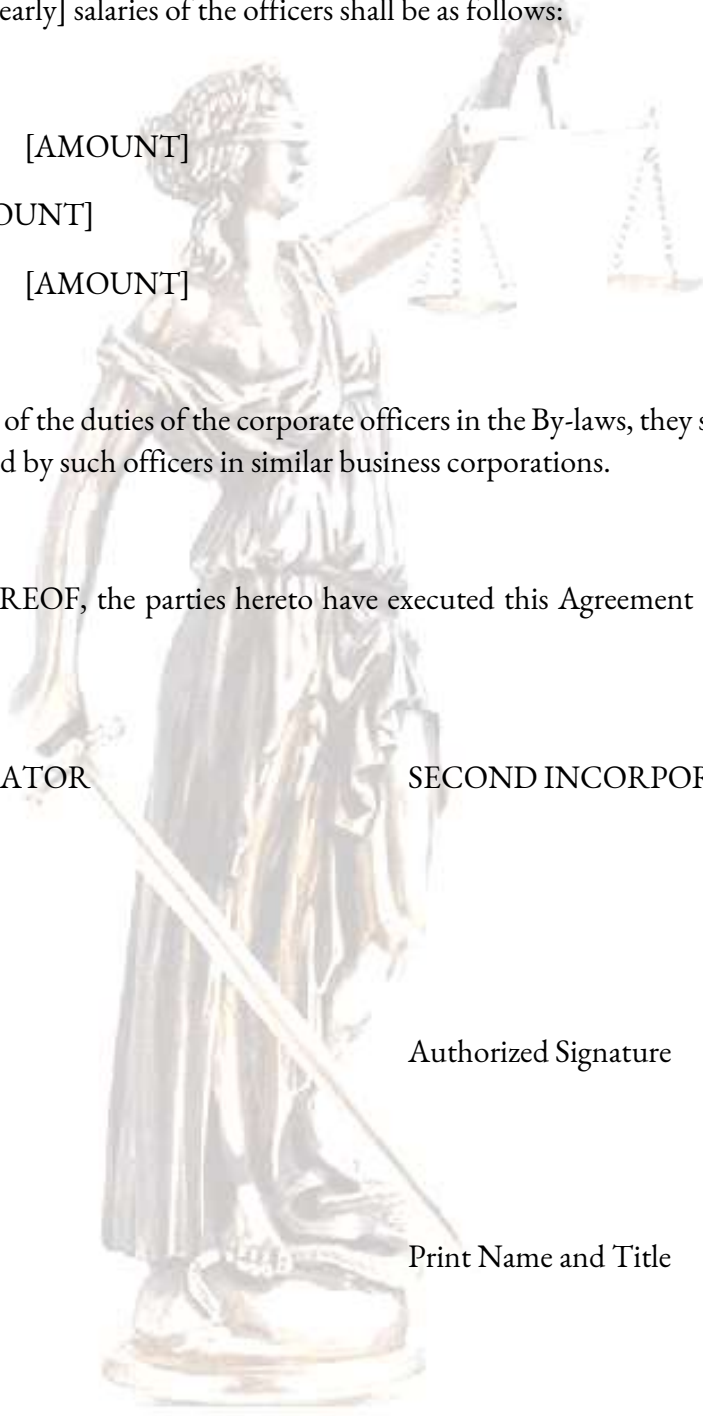 early] salaries of the officers shall be as follows:
[AMOUNT]
OUNT]
[AMOUNT]
of the duties of the corporate officers in the By-laws, they s
d by such officers in similar business corporations.
REOF, the parties hereto have executed this Agreement
ATOR SECOND INCORPOR
Authorized Signature
Print Name and Title